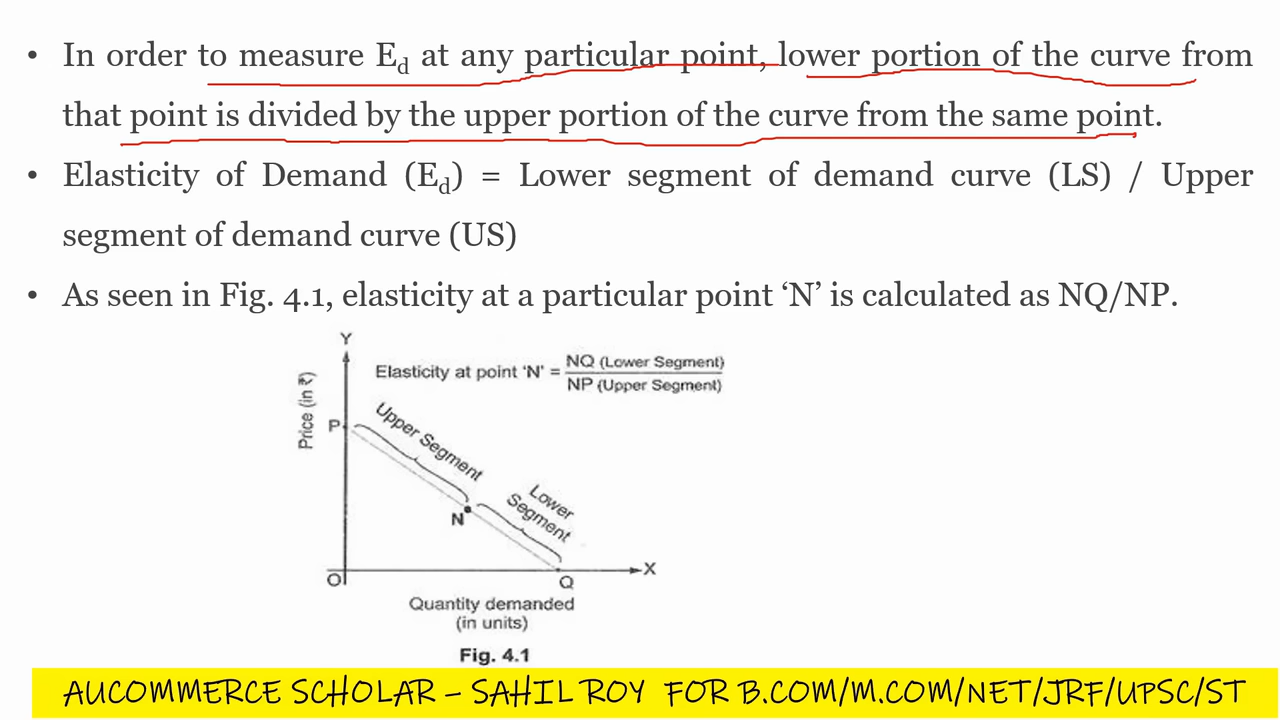 • In order to measure Ed at any particular point, lower portion of the curve from
that point is divided by the upper portion of the curve from the same point.
• Elasticity of Demand (Ed) = Lower segment of demand curve (LS) / Upper
segment of demand curve (US)
• As seen in Fig. 4.1, elasticity at a particular point ‘N’ is calculated as NQ/NP.
Y
Elasticity at point ‘N’ = NQ (Lower Segment)
NP (Upper Segment)
Price (in ₹)
P
Upper Segment
Lower
Segment
N
O
Q
X
Quantity demanded
(in units)
Fig. 4.1
AUCOMMERCE SCHOLAR – SAHIL ROY FOR B.COM/M.COM/NET/JRF/UPSC/ST